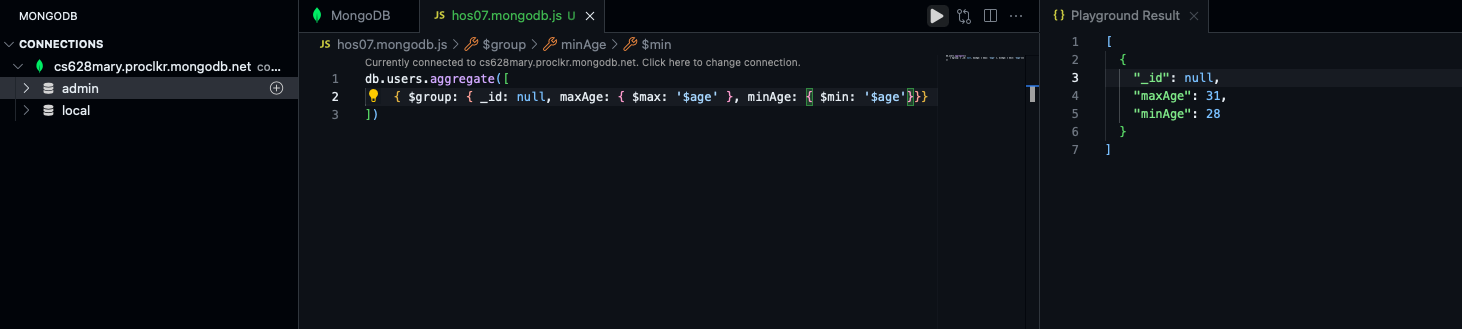 MONGODB
CONNECTIONS
cs628mary.proclkr.mongodb.net co...
admin
local
MongoDB
JS hos07.mongodb.js U
JS hos07.mongodb.js > $group > minAge > $min
Currently connected to cs628mary.proclkr.mongodb.net. Click here to change connection.
1 db.users.aggregate([
2 { $group: { _id: null, maxAge: { $max: '$age' }, minAge: { $min: '$age'}}}
3 ])
{} Playground Result
1 [
2 {
3 "_id": null,
4 "maxAge": 31,
5 "minAge": 28
6 }
7 ]